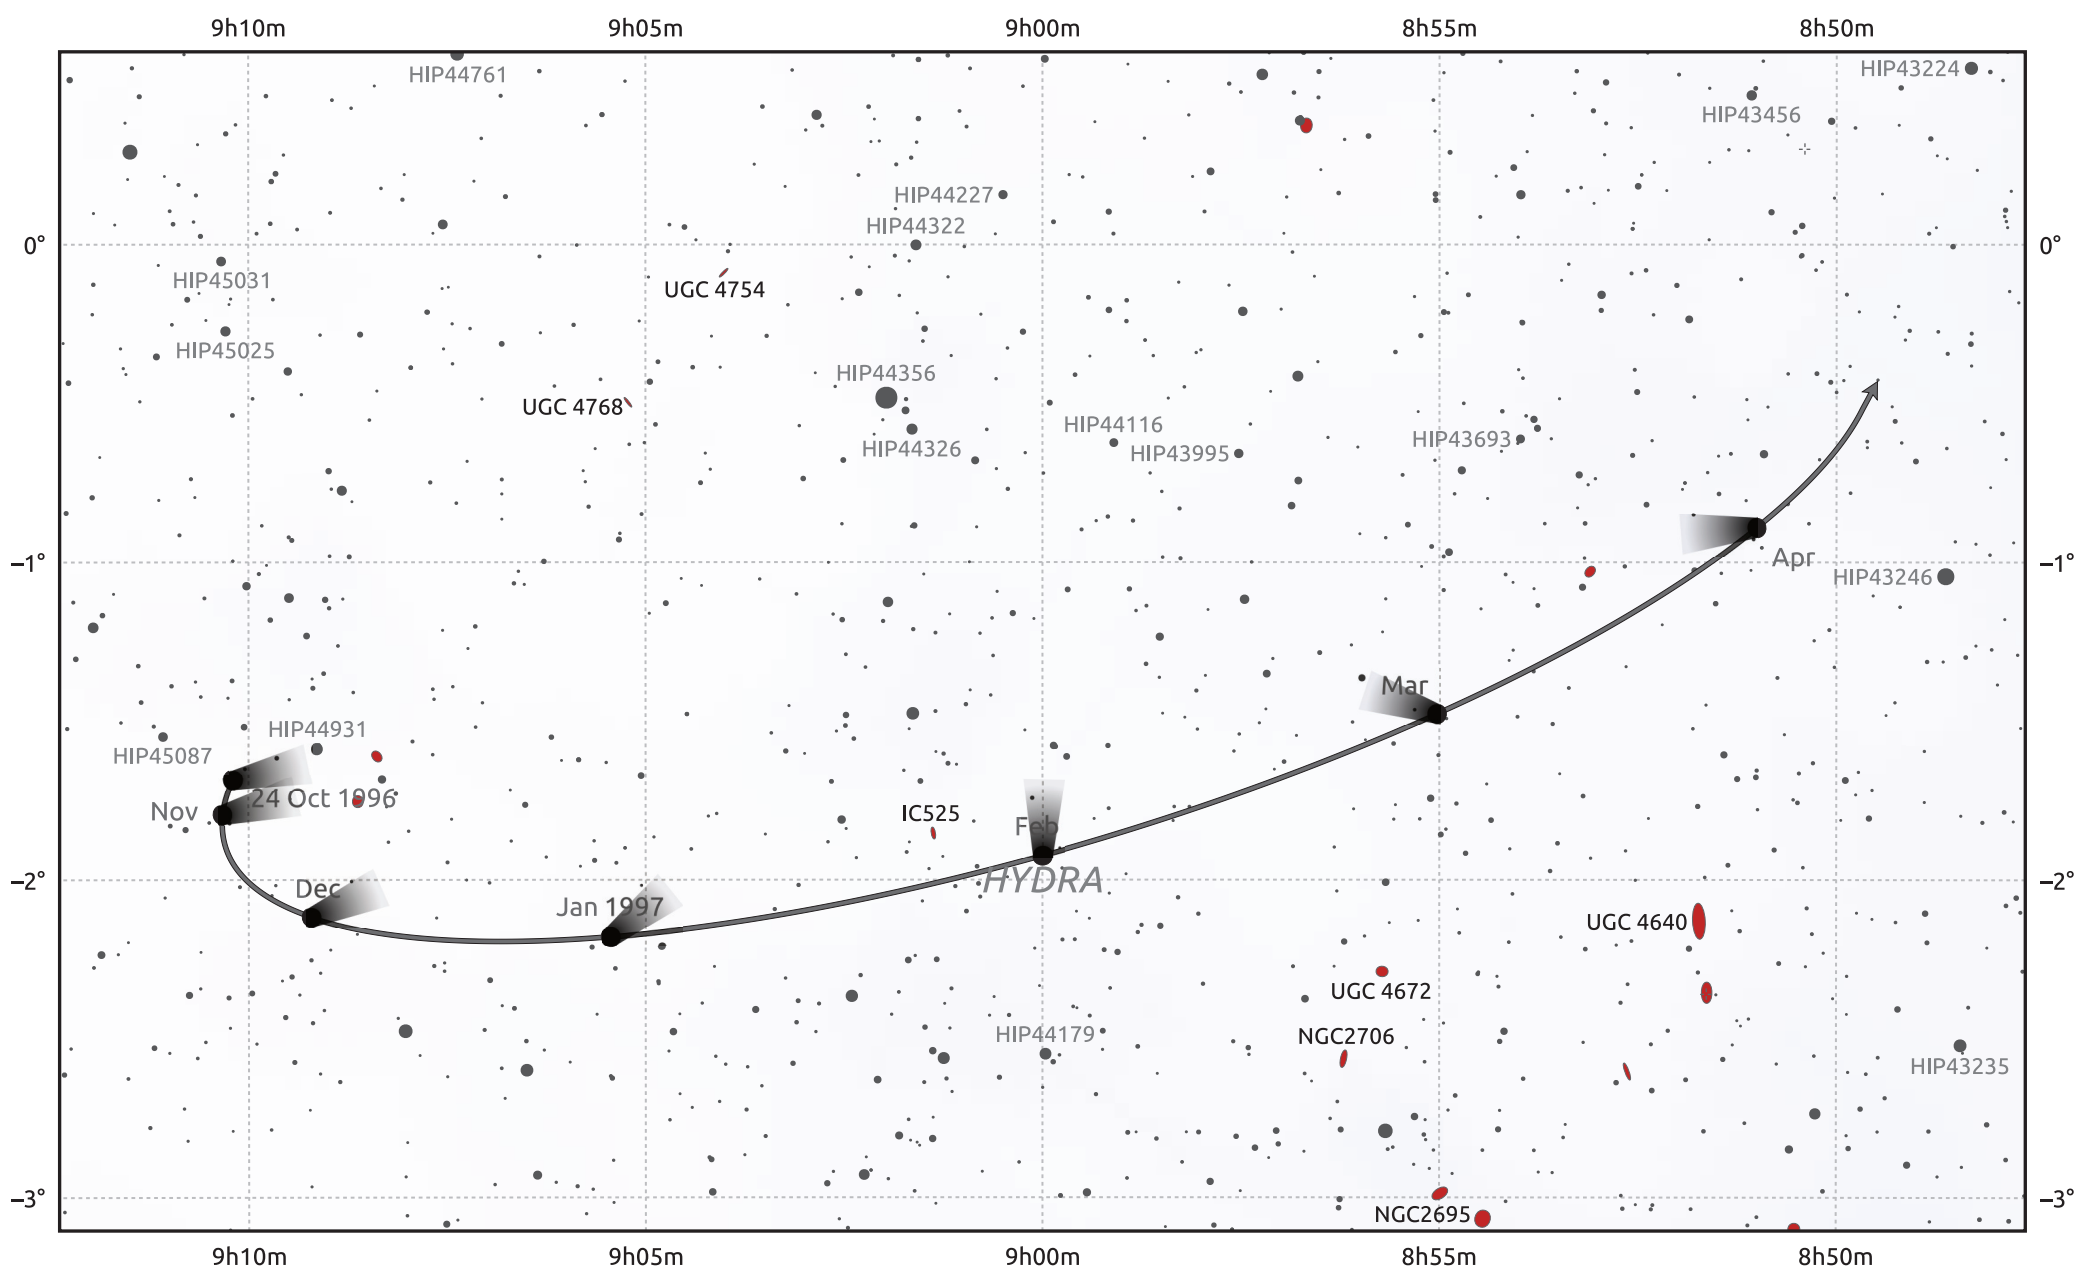 9h10m 9h05m 9h00m 8h55m 8h50m
HIP44761
HIP43224
HIP43456
HIP44227
HIP44322
0° 0°
HIP45031
UGC 4754
HIP45025
HIP44356
UGC 4768
HIP44116
HIP44326
HIP43995
HIP43693
−1° −1°
Apr
HIP43246
Mar
HIP44931
HIP45087
24 Oct 1996
Nov
IC525
Feb
−2° −2°
HYDRA
Dec
Jan 1997
UGC 4640
UGC 4672
HIP44179
NGC2706
HIP43235
−3° −3°
NGC2695
9h10m 9h05m 9h00m 8h55m 8h50m